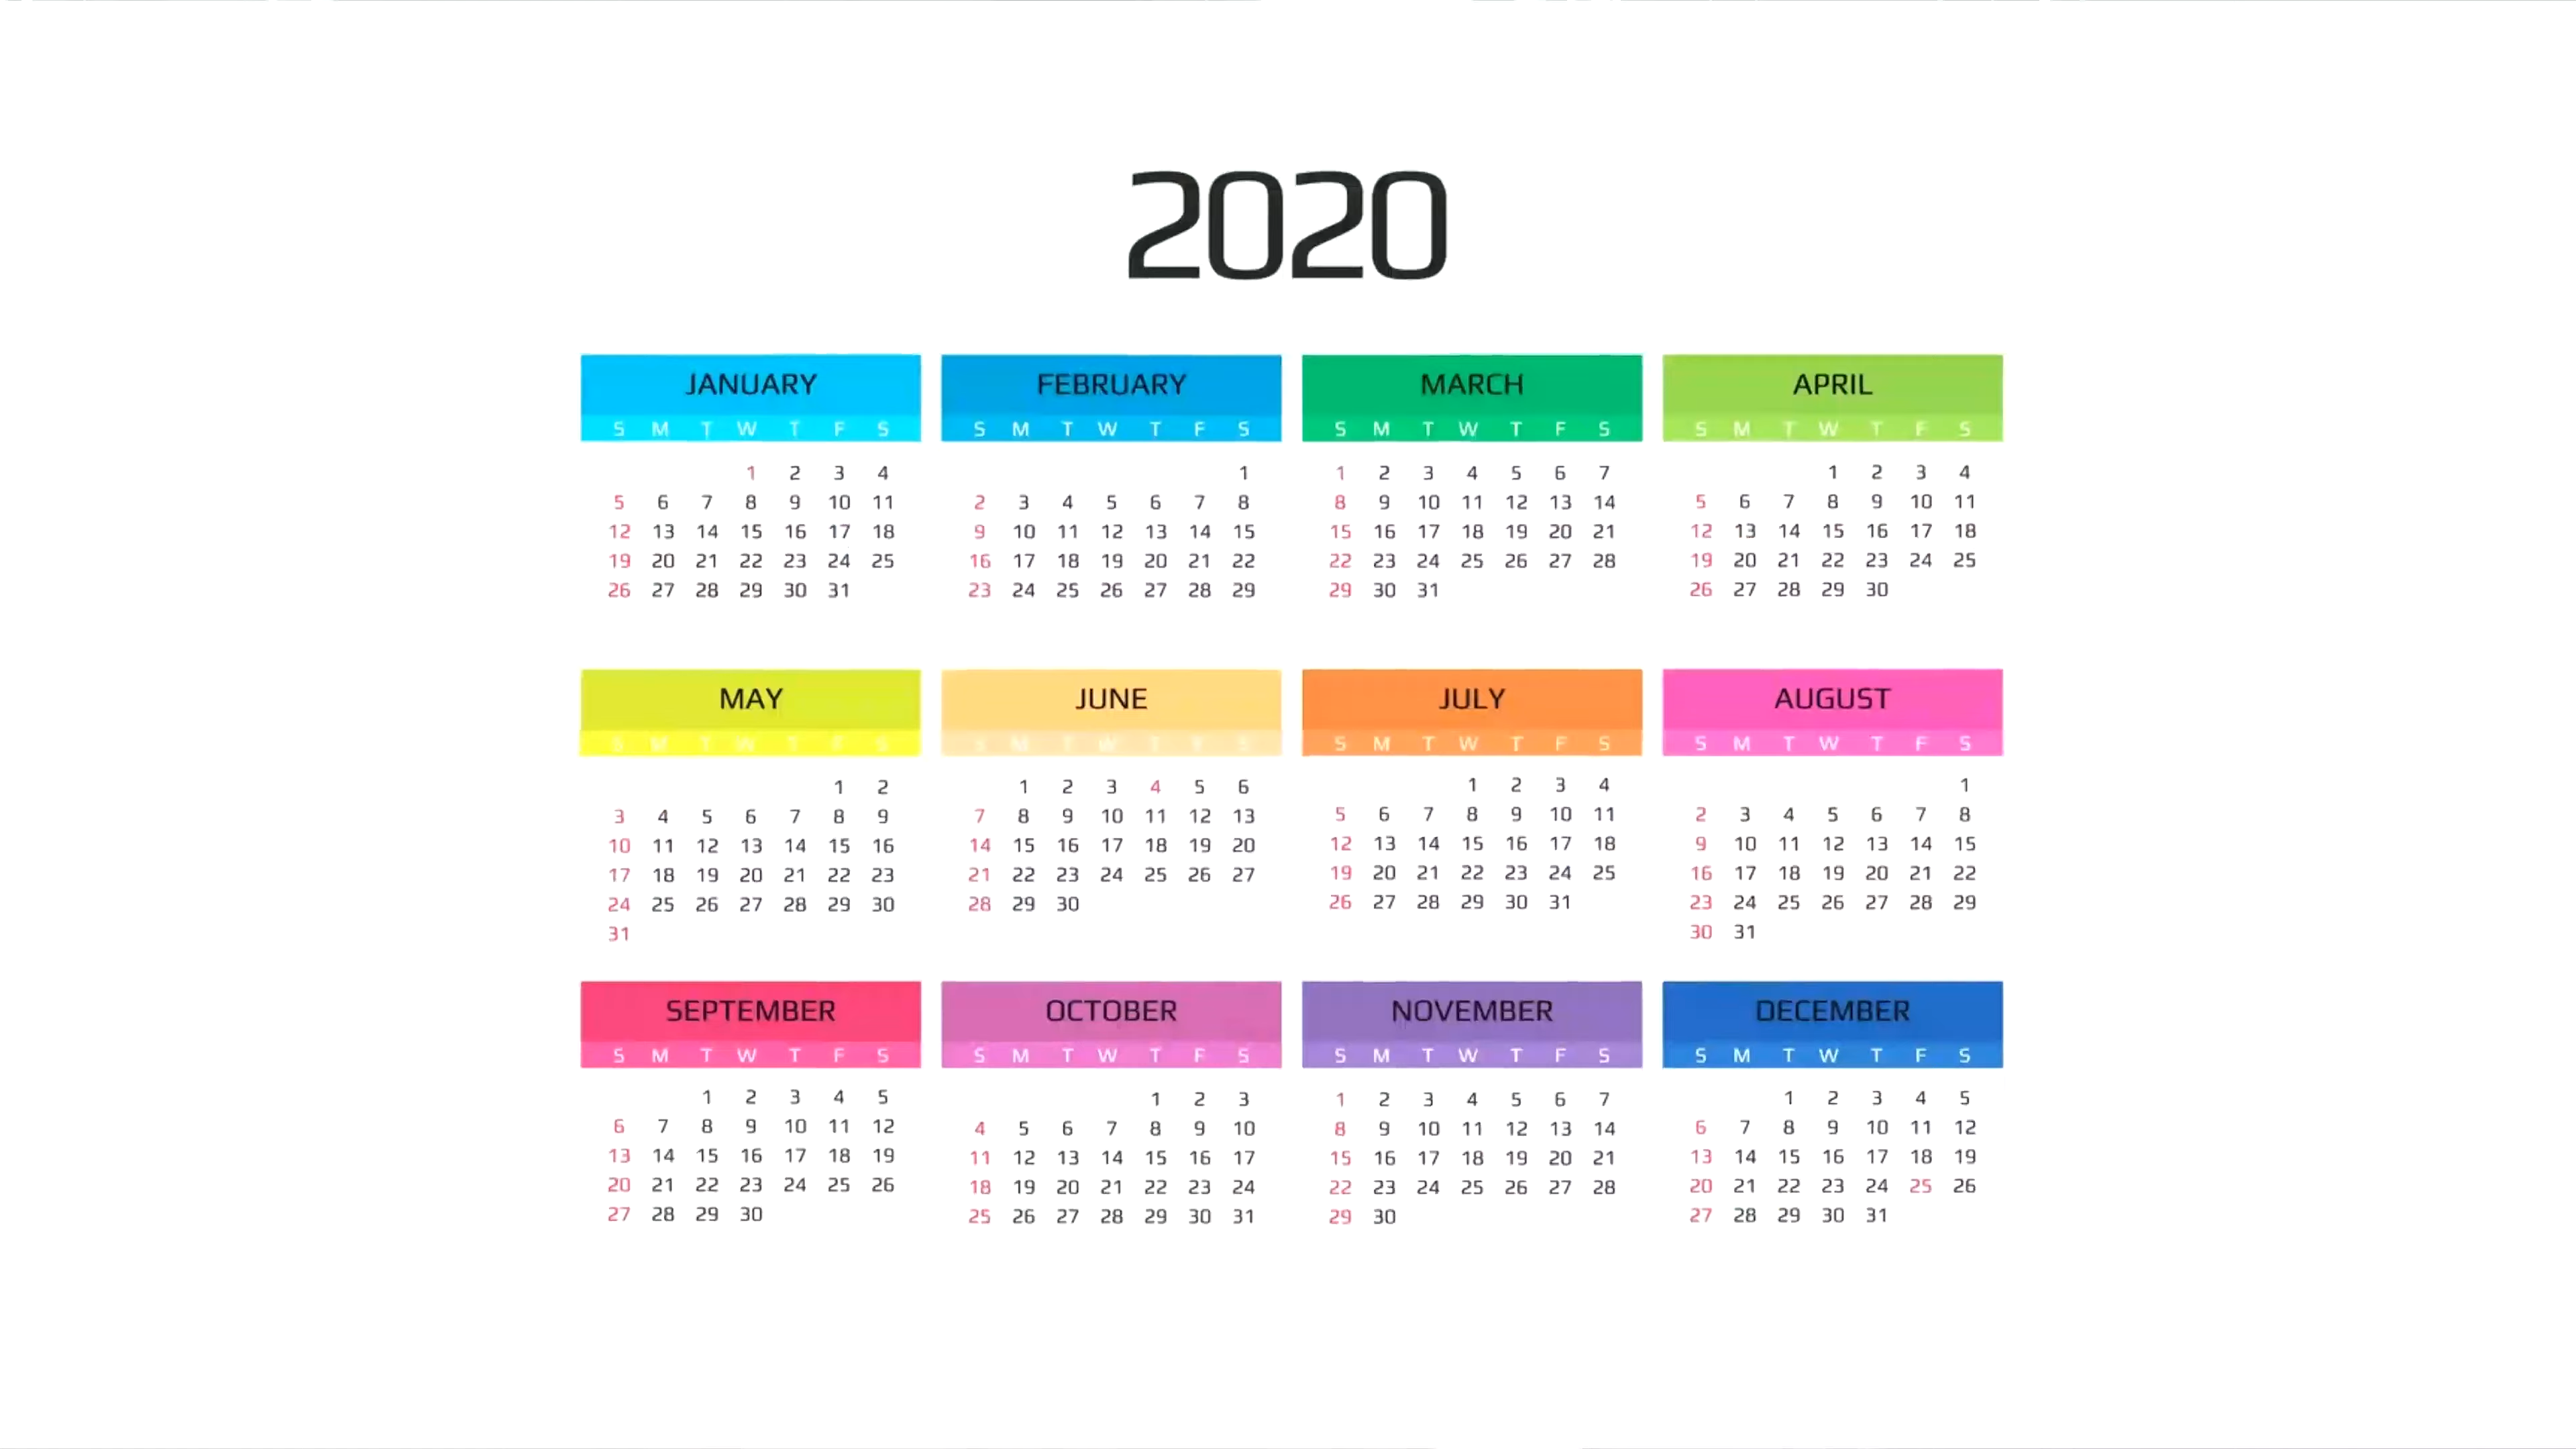 2020
JANUARY
S M T W T F S
1 2 3 4
5 6 7 8 9 10 11
12 13 14 15 16 17 18
19 20 21 22 23 24 25
26 27 28 29 30 31
FEBRUARY
S M T W T F S
1
2 3 4 5 6 7 8
9 10 11 12 13 14 15
16 17 18 19 20 21 22
23 24 25 26 27 28 29
MARCH
S M T W T F S
1 2 3 4 5 6 7
8 9 10 11 12 13 14
15 16 17 18 19 20 21
22 23 24 25 26 27 28
29 30 31
APRIL
S M T W T F S
1 2 3 4
5 6 7 8 9 10 11
12 13 14 15 16 17 18
19 20 21 22 23 24 25
26 27 28 29 30
MAY
S M T W T F S
1 2
3 4 5 6 7 8 9
10 11 12 13 14 15 16
17 18 19 20 21 22 23
24 25 26 27 28 29 30
31
JUNE
S M T W T F S
1 2 3 4 5 6
7 8 9 10 11 12 13
14 15 16 17 18 19 20
21 22 23 24 25 26 27
28 29 30
JULY
S M T W T F S
1 2 3 4
5 6 7 8 9 10 11
12 13 14 15 16 17 18
19 20 21 22 23 24 25
26 27 28 29 30 31
AUGUST
S M T W T F S
1
2 3 4 5 6 7 8
9 10 11 12 13 14 15
16 17 18 19 20 21 22
23 24 25 26 27 28 29
30 31
SEPTEMBER
S M T W T F S
1 2 3 4 5
6 7 8 9 10 11 12
13 14 15 16 17 18 19
20 21 22 23 24 25 26
27 28 29 30
OCTOBER
S M T W T F S
1 2 3
4 5 6 7 8 9 10
11 12 13 14 15 16 17
18 19 20 21 22 23 24
25 26 27 28 29 30 31
NOVEMBER
S M T W T F S
1 2 3 4 5 6 7
8 9 10 11 12 13 14
15 16 17 18 19 20 21
22 23 24 25 26 27 28
29 30
DECEMBER
S M T W T F S
1 2 3 4 5
6 7 8 9 10 11 12
13 14 15 16 17 18 19
20 21 22 23 24 25 26
27 28 29 30 31